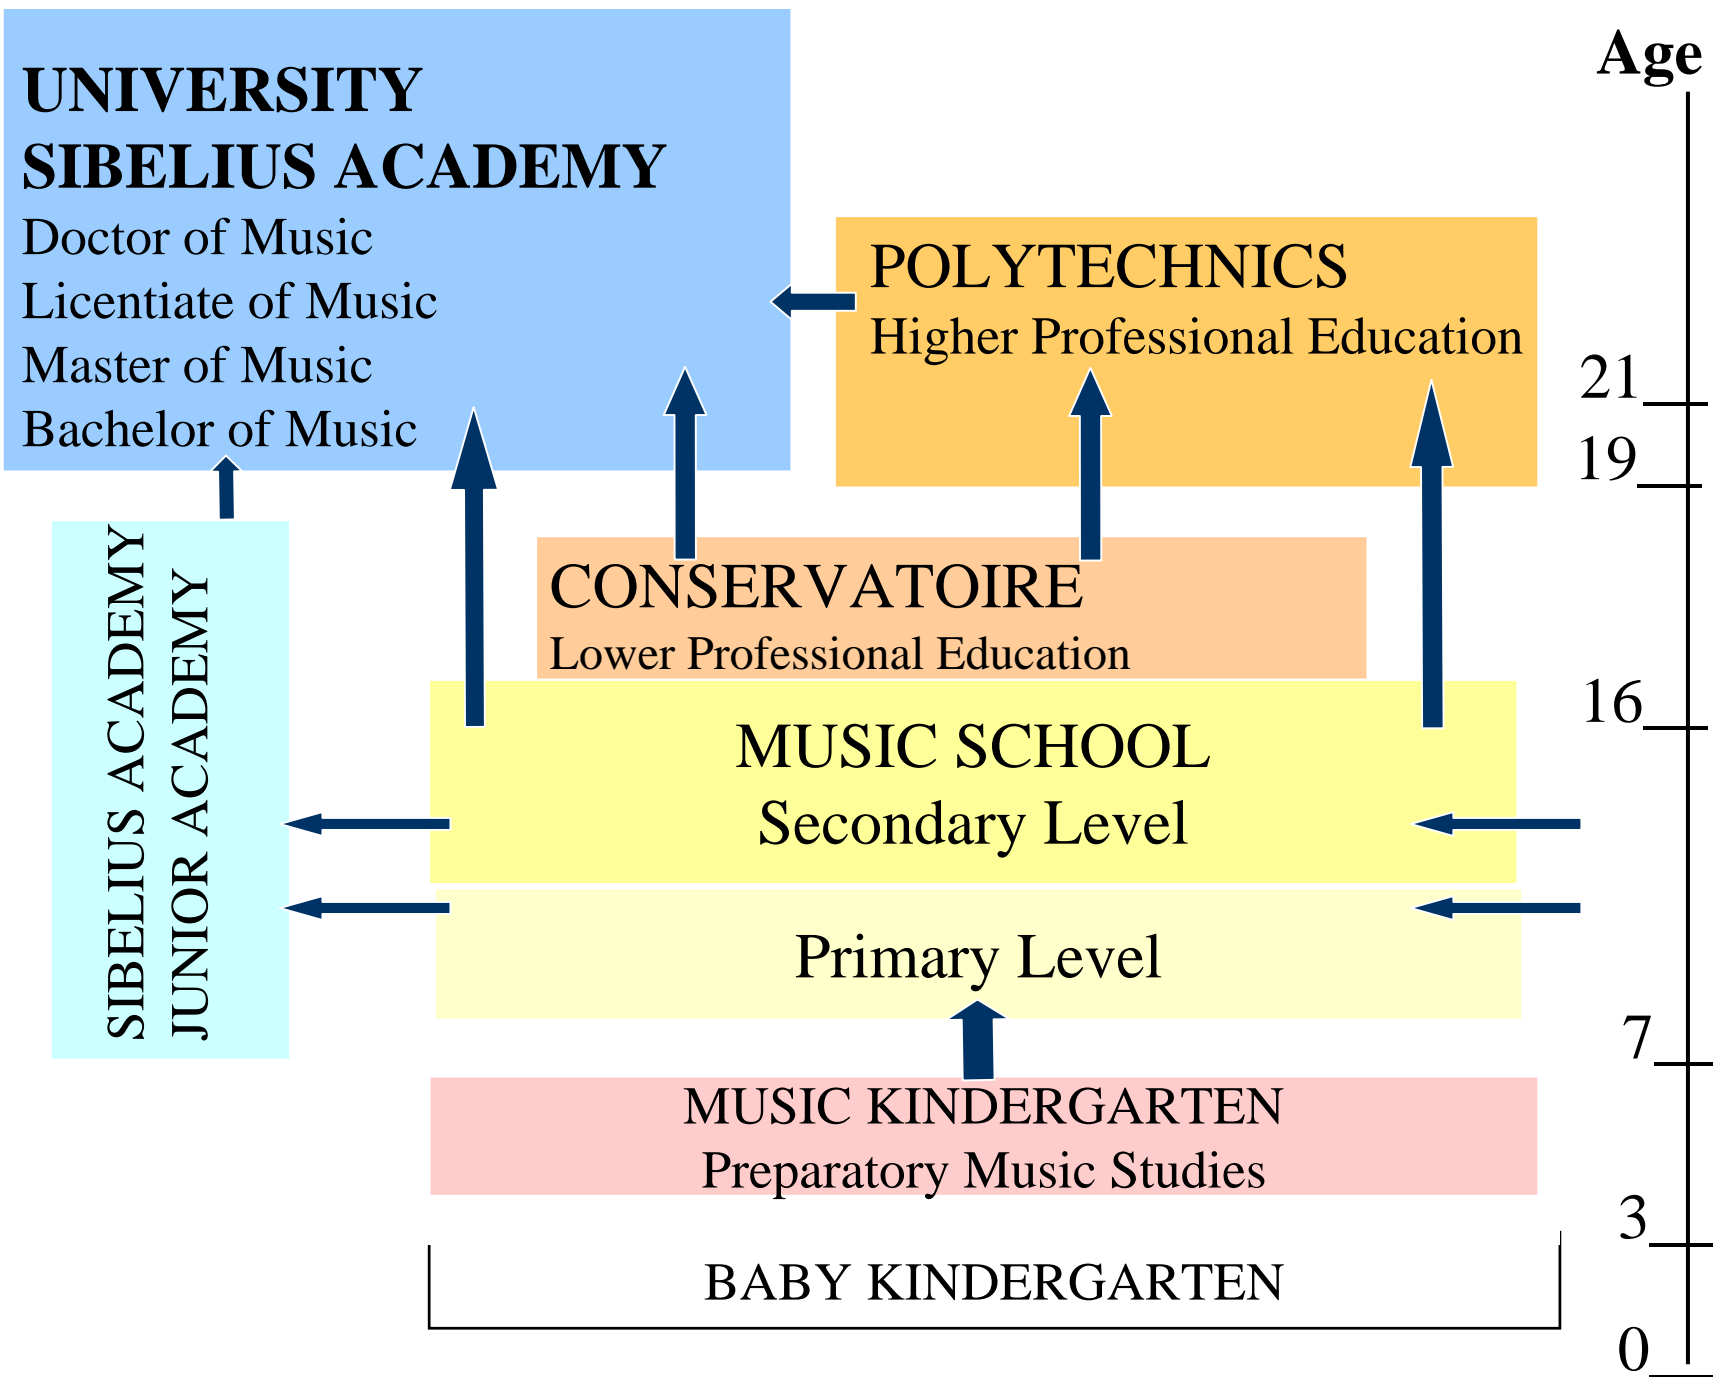 Age
UNIVERSITY
SIBELIUS ACADEMY
Doctor of Music
Licentiate of Music
Master of Music
Bachelor of Music
POLYTECHNICS
Higher Professional Education
21
19
SIBELIUS ACADEMY
JUNIOR ACADEMY
CONSERVATOIRE
Lower Professional Education
16
MUSIC SCHOOL
Secondary Level
Primary Level
7
MUSIC KINDERGARTEN
Preparatory Music Studies
3
BABY KINDERGARTEN
0